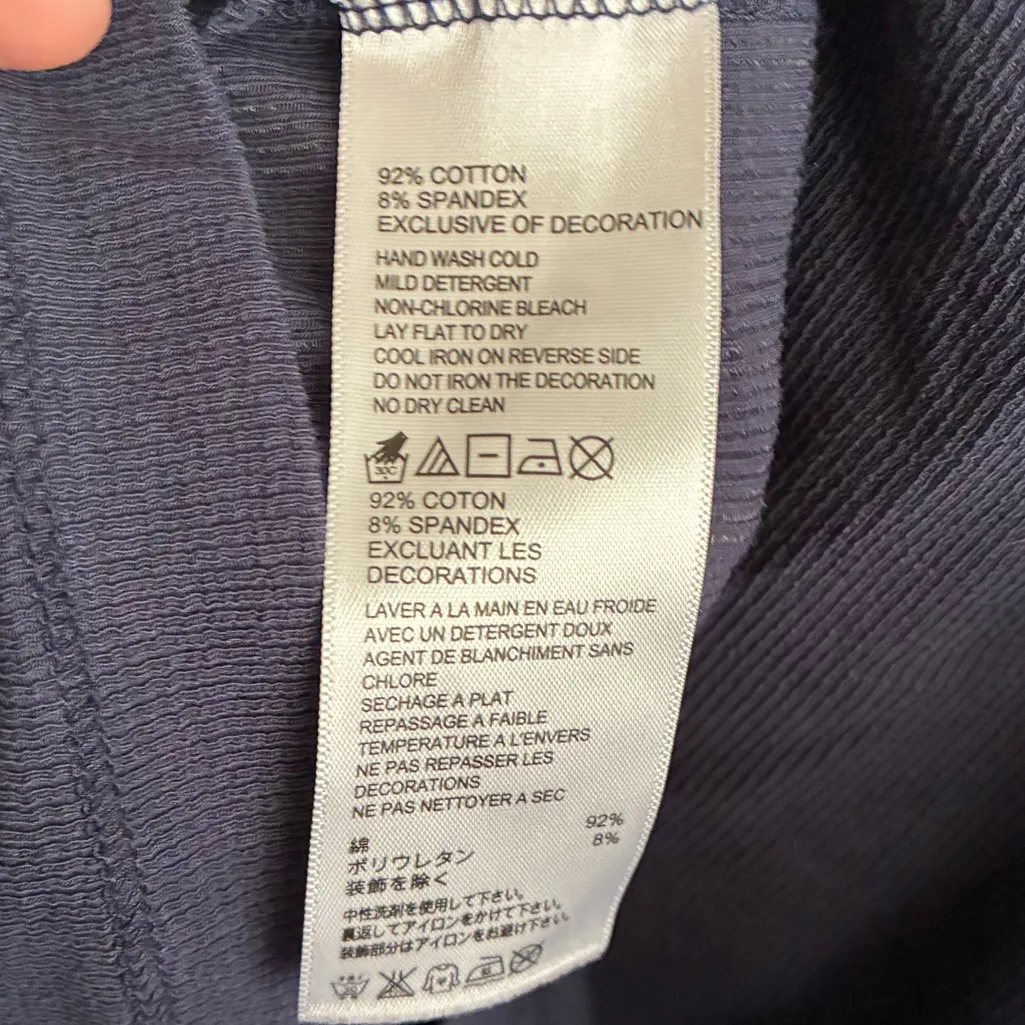 92% COTTON
8% SPANDEX
EXCLUSIVE OF DECORATION
HAND WASH COLD
MILD DETERGENT
NON-CHLORINE BLEACH
LAY FLAT TO DRY
COOL IRON ON REVERSE SIDE
DO NOT IRON THE DECORATION
NO DRY CLEAN
30C
92% COTON
8% SPANDEX
EXCLUANT LES
DECORATIONS
LAVER A LA MAIN EN EAU FROIDE
AVEC UN DETERGENT DOUX
AGENT DE BLANCHIMENT SANS
CHLORE
SECHAGE A PLAT
REPASSAGE A FAIBLE
TEMPERATURE A L'ENVERS
NE PAS REPASSER LES
DECORATIONS
NE PAS NETTOYER A SEC
綿 92%
ポリウレタン 8%
装飾を除く
中性洗剤を使用して下さい。
裏返してアイロンをかけて下さい。
装飾部分はアイロンをお避け下さい。